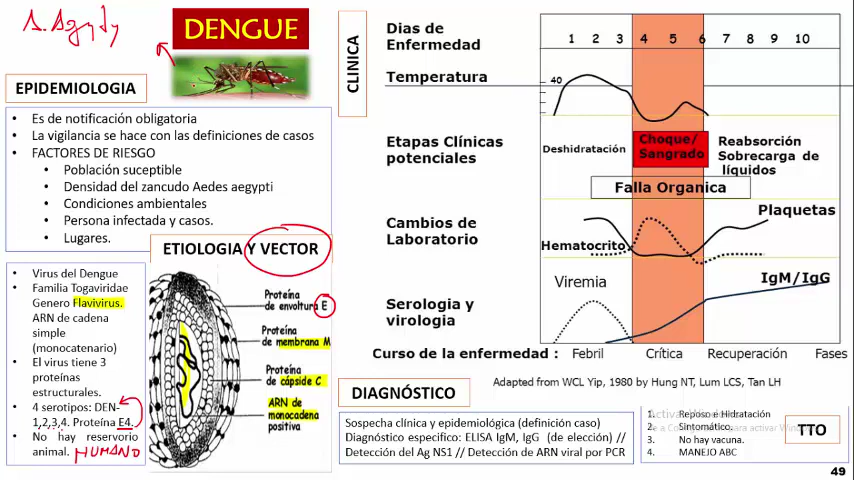 A. Aegypty
DENGUE
EPIDEMIOLOGIA
Es de notificación obligatoria
La vigilancia se hace con las definiciones de casos
FACTORES DE RIESGO
Población suceptible
Densidad del zancudo Aedes aegypti
Condiciones ambientales
Persona infectada y casos.
Lugares.
ETIOLOGIA Y VECTOR
Virus del Dengue
Familia Togaviridae
Genero Flavivirus.
ARN de cadena
simple
(monocatenario)
El virus tiene 3
proteínas
estructurales.
4 serotipos: DEN-
1,2,3,4. Proteína E4.
No hay reservorio
animal. HUMANO
Proteína
de envoltura E
Proteína
de membrana M
Proteína
de cápside C
ARN de
monocadena
positiva
CLINICA
Dias de
Enfermedad
1 2 3 4 5 6 7 8 9 10
Temperatura
40
Etapas Clínicas
potenciales
Deshidratación
Choque/
Sangrado
Reabsorción
Sobrecarga de
líquidos
Falla Organica
Cambios de
Laboratorio
Plaquetas
Hematocrito
Serologia y
virologia
Viremia
IgM/IgG
Curso de la enfermedad : Febril Crítica Recuperación Fases
Adapted from WCL Yip, 1980 by Hung NT, Lum LCS, Tan LH
DIAGNÓSTICO
Sospecha clínica y epidemiológica (definición caso)
Diagnóstico especifico: ELISA IgM, IgG (de elección) //
Detección del Ag NS1 // Detección de ARN viral por PCR
1. Reposo e Hidratación
2. Sintomático.
3. No hay vacuna.
4. MANEJO ABC
TTO
49